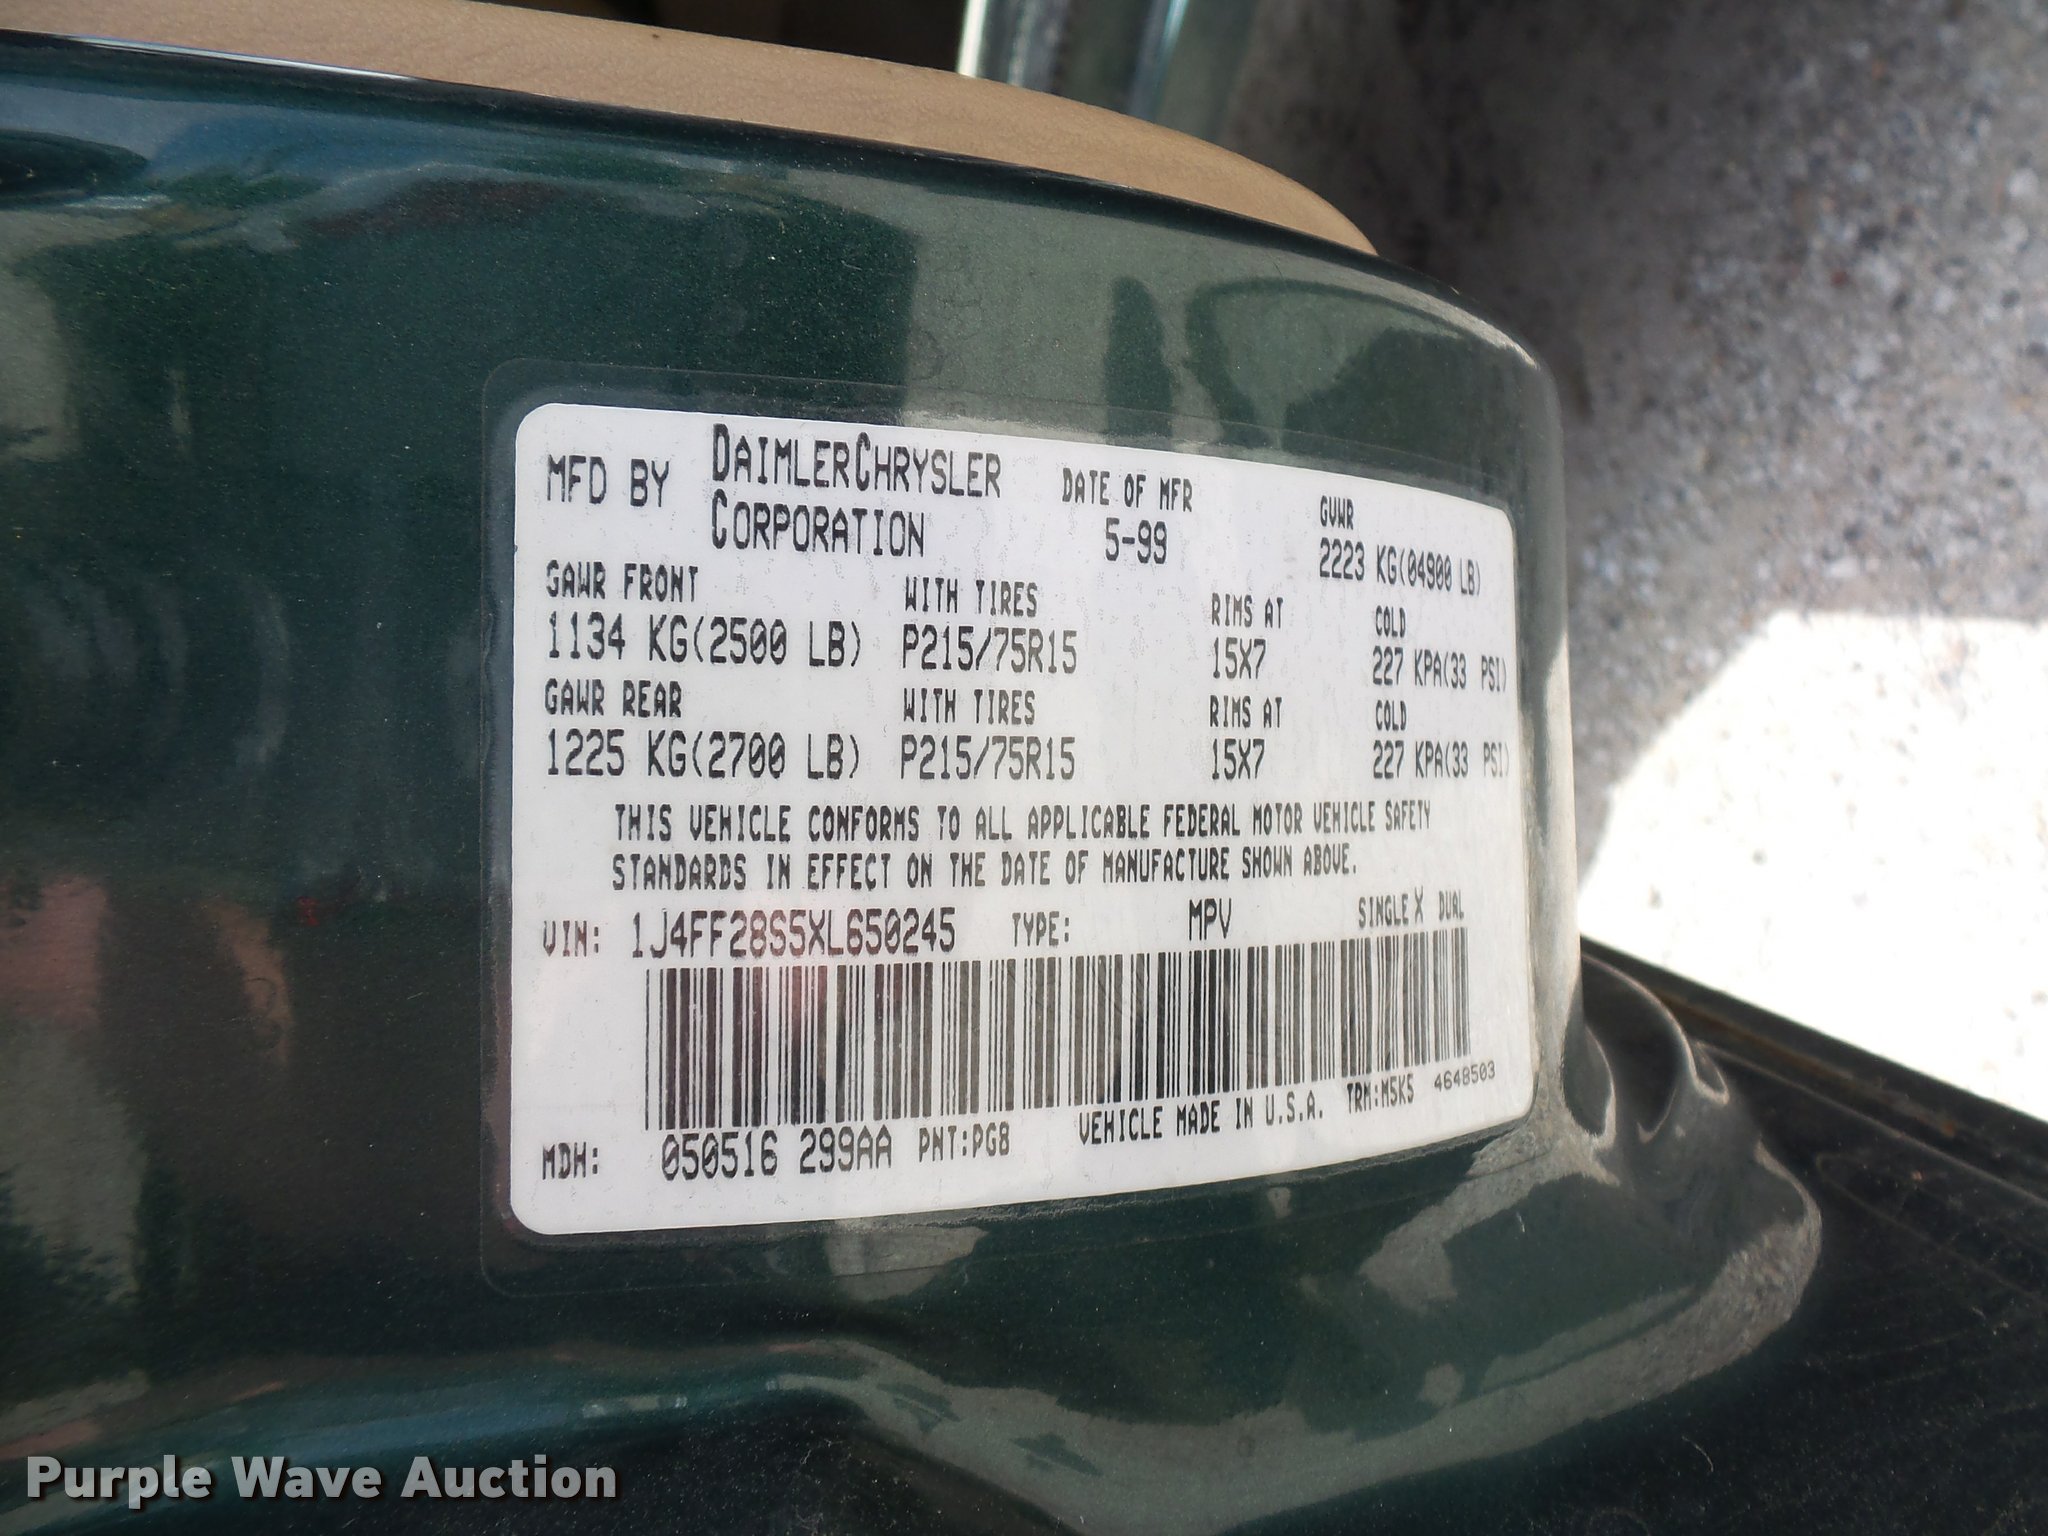 MFD BY DAIMLERCHRYSLER CORPORATION DATE OF MFR 5-99 GVWR 2223 KG(04900 LB)
GAWR FRONT WITH TIRES RIMS AT COLD
1134 KG(2500 LB) P215/75R15 15X7 227 KPA(33 PSI)
GAWR REAR WITH TIRES RIMS AT COLD
1225 KG(2700 LB) P215/75R15 15X7 227 KPA(33 PSI)
THIS VEHICLE CONFORMS TO ALL APPLICABLE FEDERAL MOTOR VEHICLE SAFETY
STANDARDS IN EFFECT ON THE DATE OF MANUFACTURE SHOWN ABOVE.
VIN: 1J4FF28S5XL650245 TYPE: MPV SINGLE X DUAL
MDH: 050516 299AA PNT:PG8 VEHICLE MADE IN U.S.A. TRM:M5K5 4648503
Purple Wave Auction